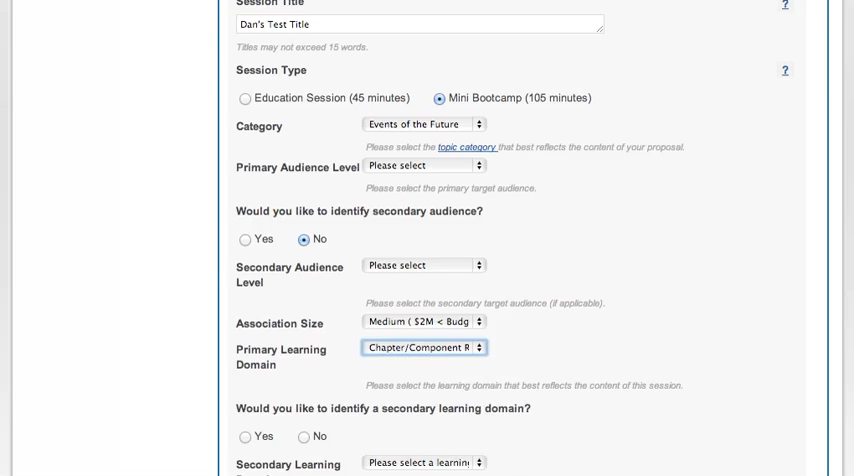 Session Title
?
Dan's Test Title
Titles may not exceed 15 words.
Session Type
?
Education Session (45 minutes)
Mini Bootcamp (105 minutes)
Category
Events of the Future
Please select the topic category that best reflects the content of your proposal.
Primary Audience Level
Please select
Please select the primary target audience.
Would you like to identify secondary audience?
Yes
No
Secondary Audience
Level
Please select
Please select the secondary target audience (if applicable).
Association Size
Medium ( $2M < Budg
Primary Learning
Domain
Chapter/Component R
Please select the learning domain that best reflects the content of this session.
Would you like to identify a secondary learning domain?
Yes
No
Secondary Learning
Please select a learning